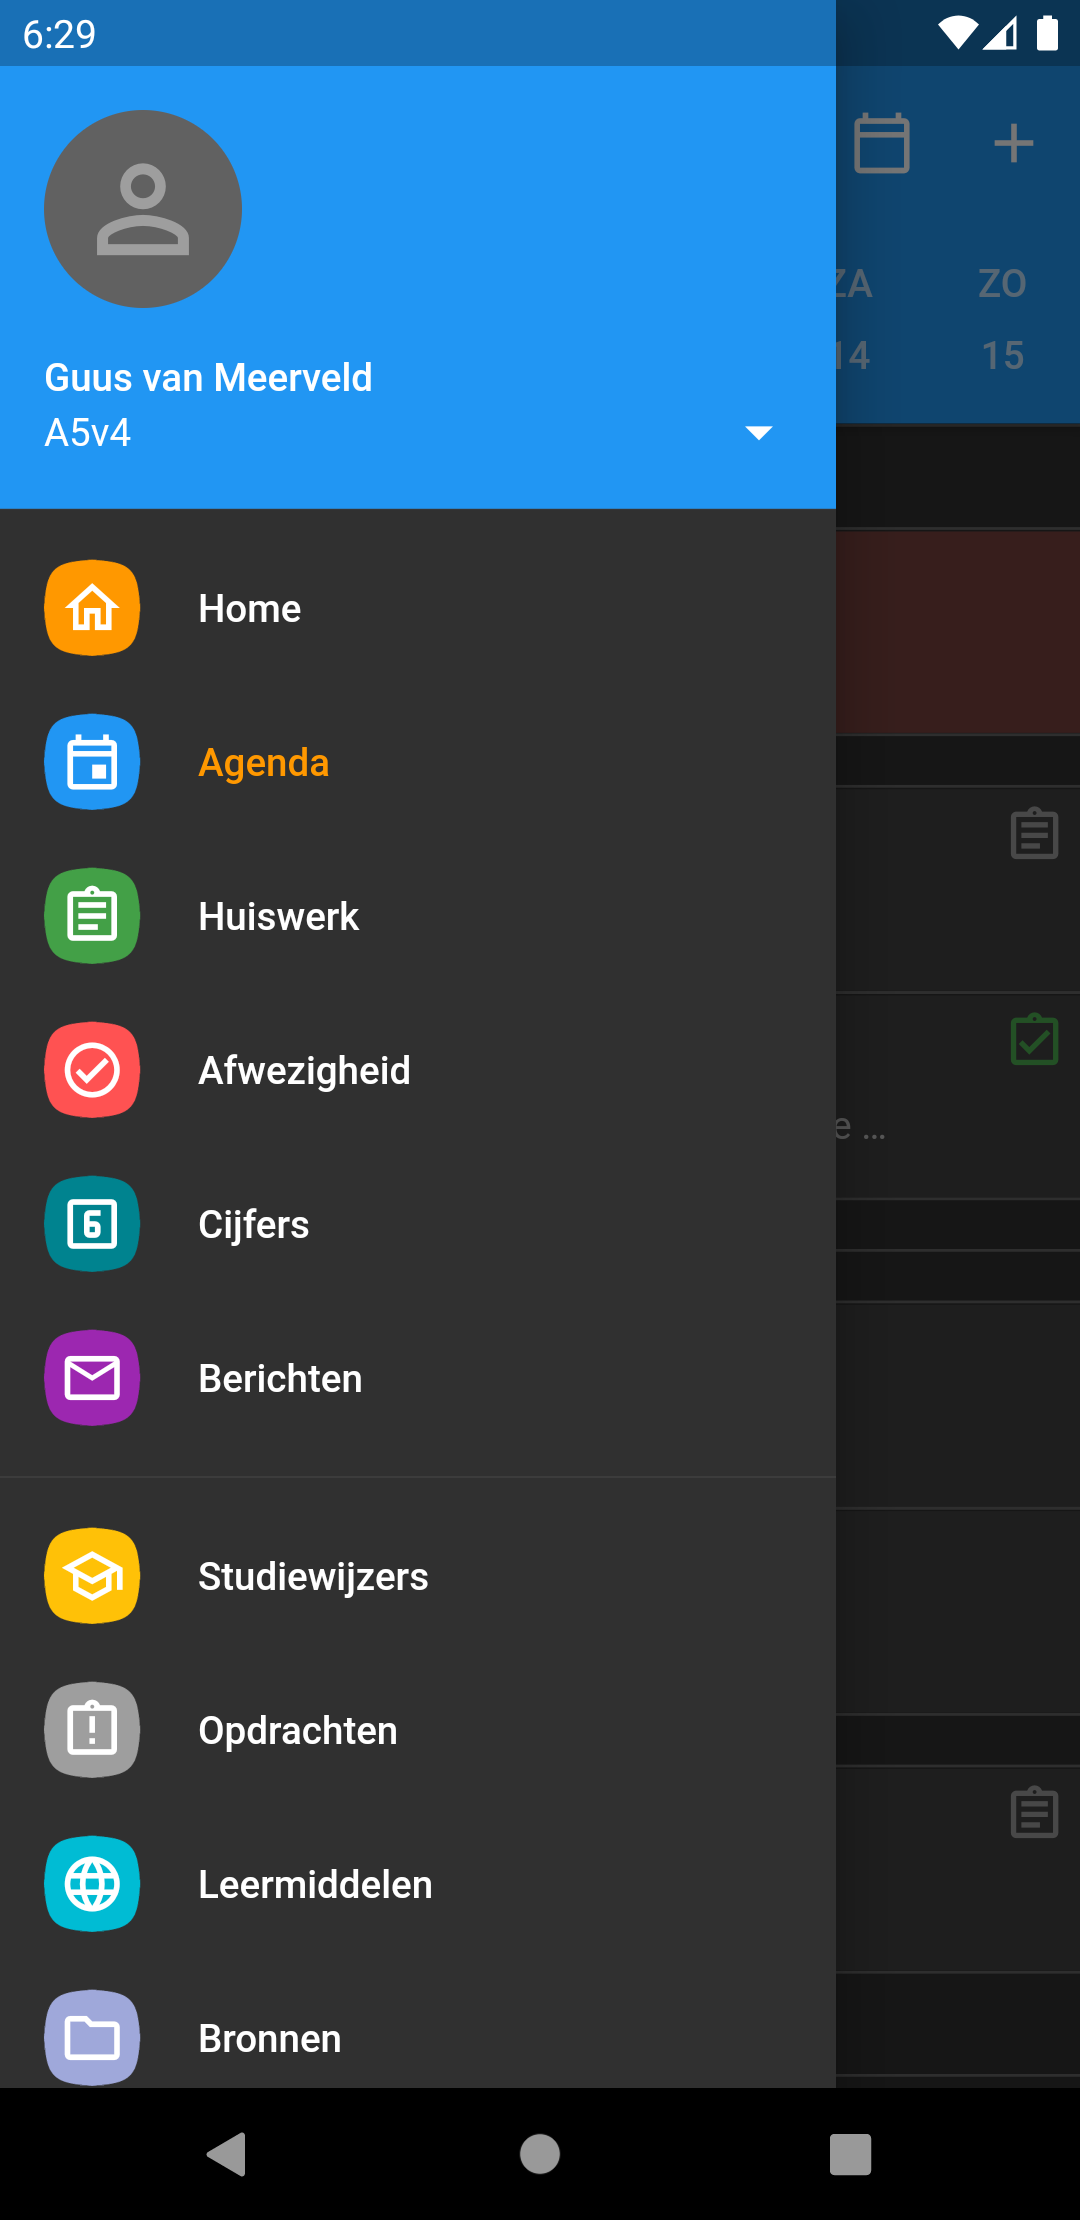 6:29
ZA ZO
14 15
Guus van Meerveld
A5v4
Home
Agenda
Huiswerk
Afwezigheid
e ...
Cijfers
6
Berichten
Studiewijzers
Opdrachten
Leermiddelen
Bronnen